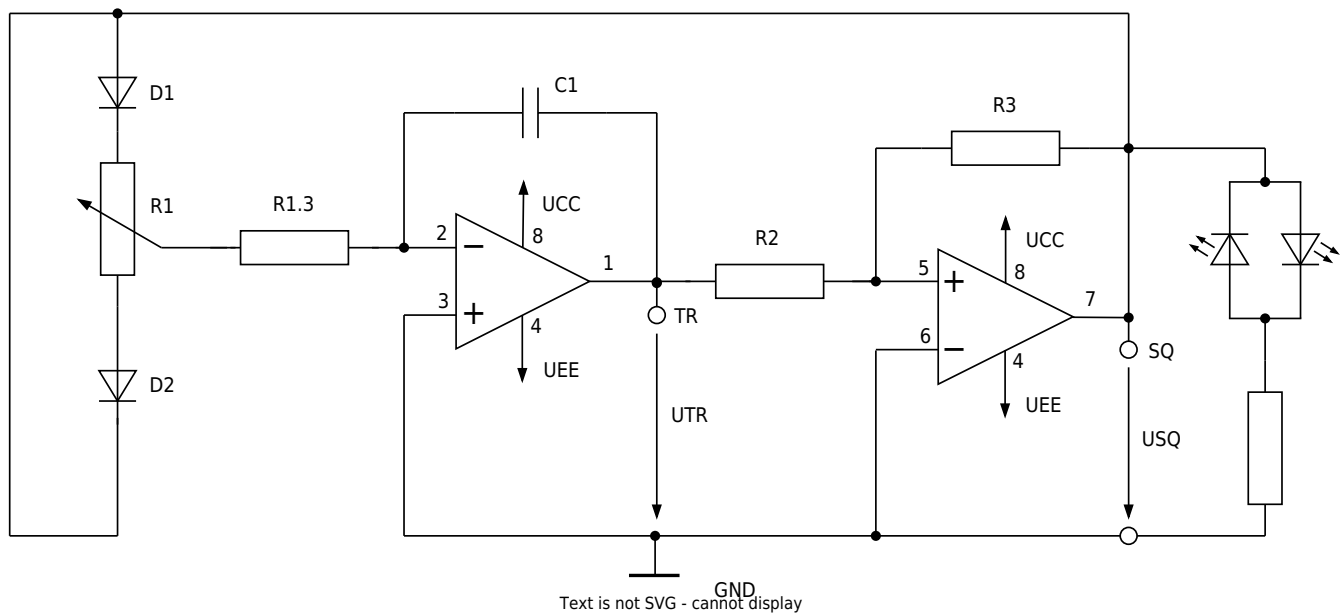 C1
D1
R3
UCC
R1
R1.3
2
8
−
UCC
R2
1
5
8
3
+
+
7
TR
4
6
−
SQ
UEE
4
D2
UEE
UTR
USQ
GND
Text is not SVG - cannot display